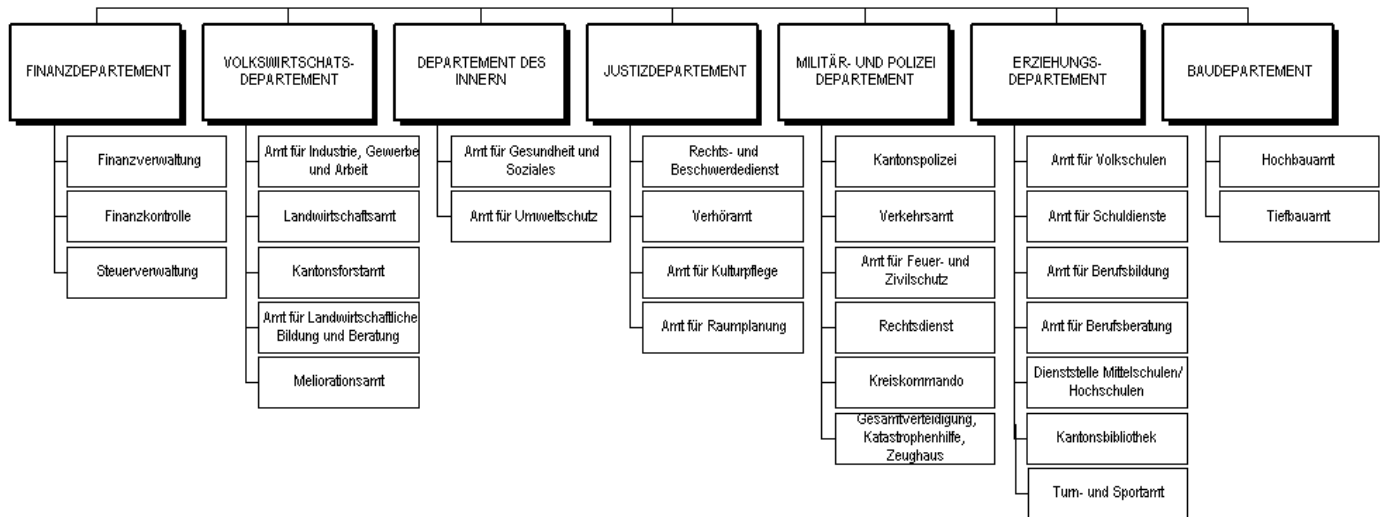 FINANZDEPARTEMENT
VOLKSWIRTSCHATS-
DEPARTEMENT
DEPARTEMENT DES
INNERN
JUSTIZDEPARTEMENT
MILITÄR- UND POLIZEI
DEPARTEMENT
ERZIEHUNGS-
DEPARTEMENT
BAUDEPARTEMENT
Finanzverwaltung
Finanzkontrolle
Steuerverwaltung
Amt für Industrie, Gewerbe
und Arbeit
Landwirtschaftsamt
Kantonsforstamt
Amt für Landwirtschaftliche
Bildung und Beratung
Meliorationsamt
Amt für Gesundheit und
Soziales
Amt für Umweltschutz
Rechts- und
Beschwerdedienst
Verhöramt
Amt für Kulturpflege
Amt für Raumplanung
Kantonspolizei
Verkehrsamt
Amt für Feuer- und
Zivilschutz
Rechtsdienst
Kreiskommando
Gesamtverteidigung,
Katastrophenhilfe,
Zeughaus
Amt für Volkschulen
Amt für Schuldienste
Amt für Berufsbildung
Amt für Berufsberatung
Dienststelle Mittelschulen/
Hochschulen
Kantonsbibliothek
Turn- und Sportamt
Hochbauamt
Tiefbauamt